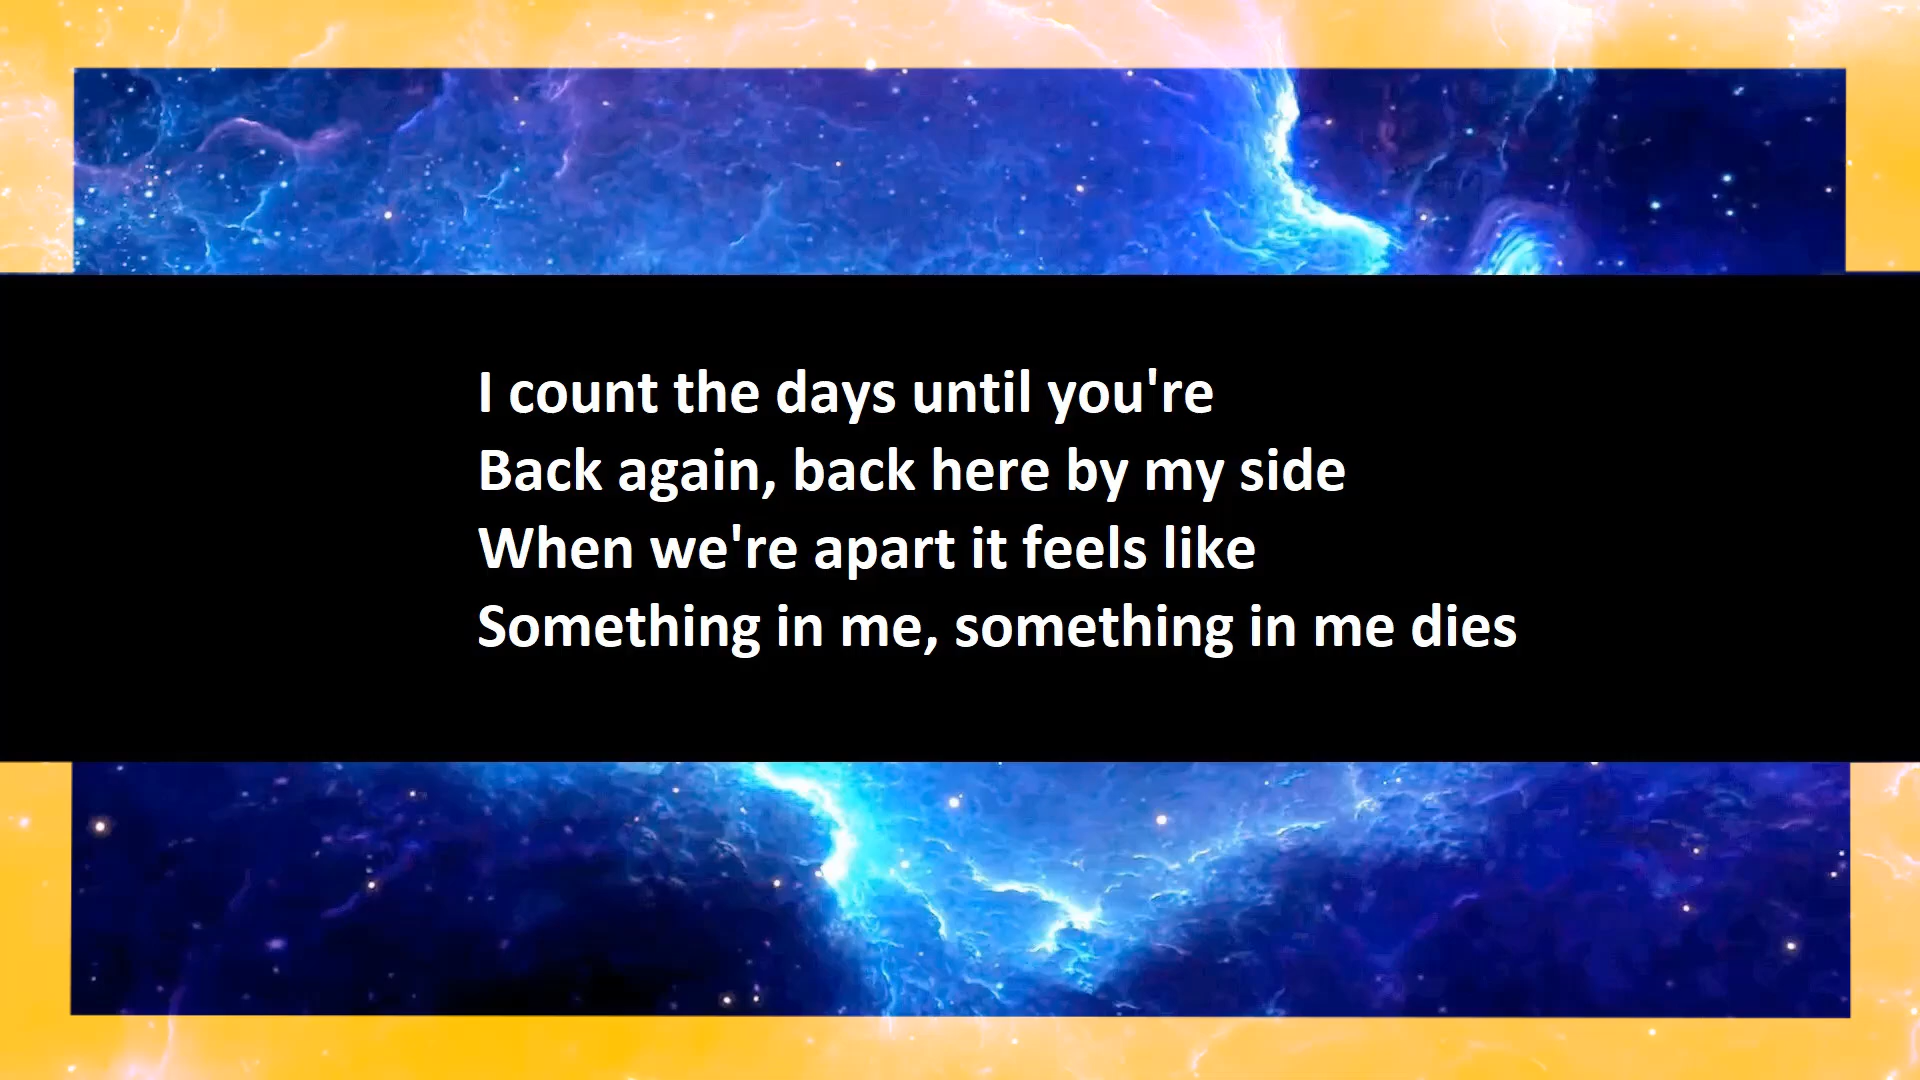 I count the days until you're
Back again, back here by my side
When we're apart it feels like
Something in me, something in me dies